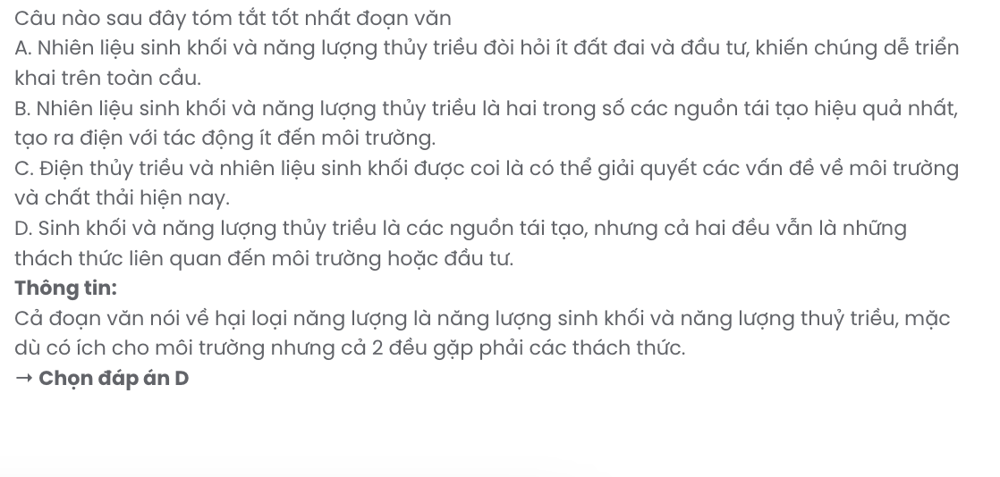 Câu nào sau đây tóm tắt tốt nhất đoạn văn
A. Nhiên liệu sinh khối và năng lượng thủy triều đòi hỏi ít đất đai và đầu tư, khiến chúng dễ triển
khai trên toàn cầu.
B. Nhiên liệu sinh khối và năng lượng thủy triều là hai trong số các nguồn tái tạo hiệu quả nhất,
tạo ra điện với tác động ít đến môi trường.
C. Điện thủy triều và nhiên liệu sinh khối được coi là có thể giải quyết các vấn đề về môi trường
và chất thải hiện nay.
D. Sinh khối và năng lượng thủy triều là các nguồn tái tạo, nhưng cả hai đều vẫn là những
thách thức liên quan đến môi trường hoặc đầu tư.
Thông tin:
Cả đoạn văn nói về hại loại năng lượng là năng lượng sinh khối và năng lượng thuỷ triều, mặc
dù có ích cho môi trường nhưng cả 2 đều gặp phải các thách thức.
→ Chọn đáp án D